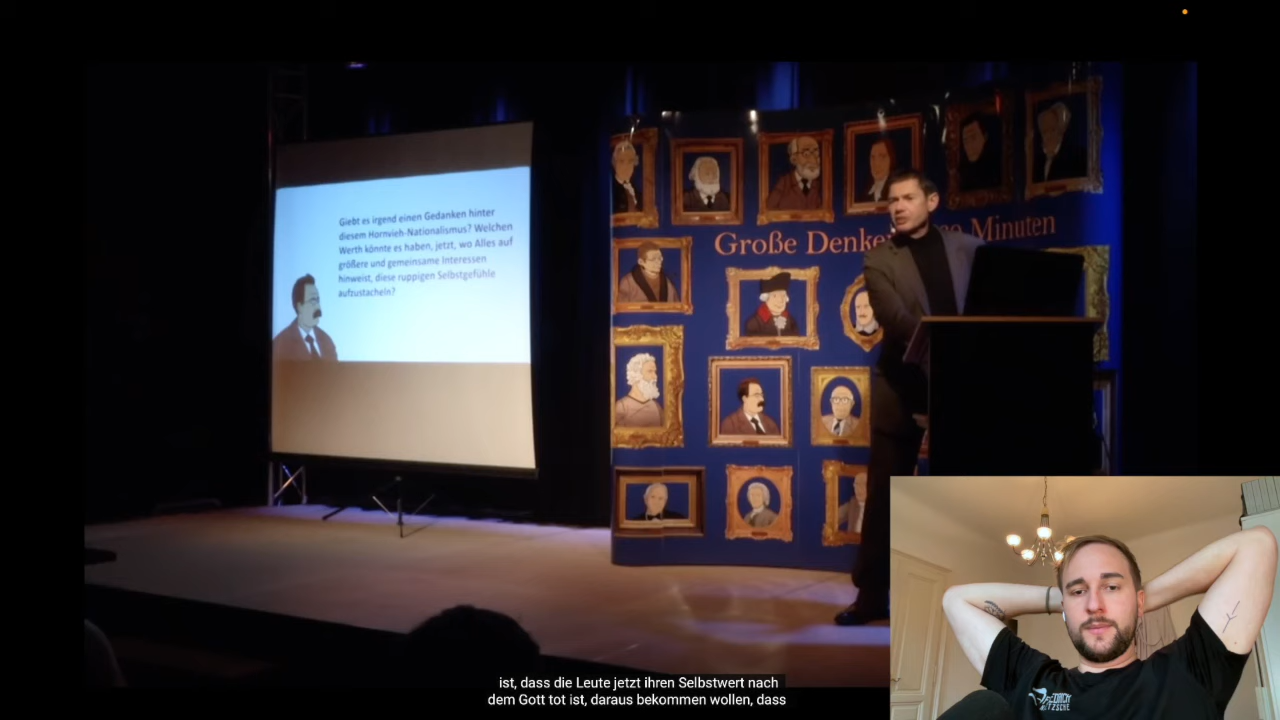 Giebt es irgend einen Gedanken hinter
diesem Hornvieh-Nationalismus? Welchen
Werth könnte es haben, jetzt, wo Alles auf
größere und gemeinsame Interessen
hinweist, diese ruppigen Selbstgefühle
aufzustacheln?
Große Denker Minuten
ist, dass die Leute jetzt ihren Selbstwert nach
dem Gott tot ist, daraus bekommen wollen, dass